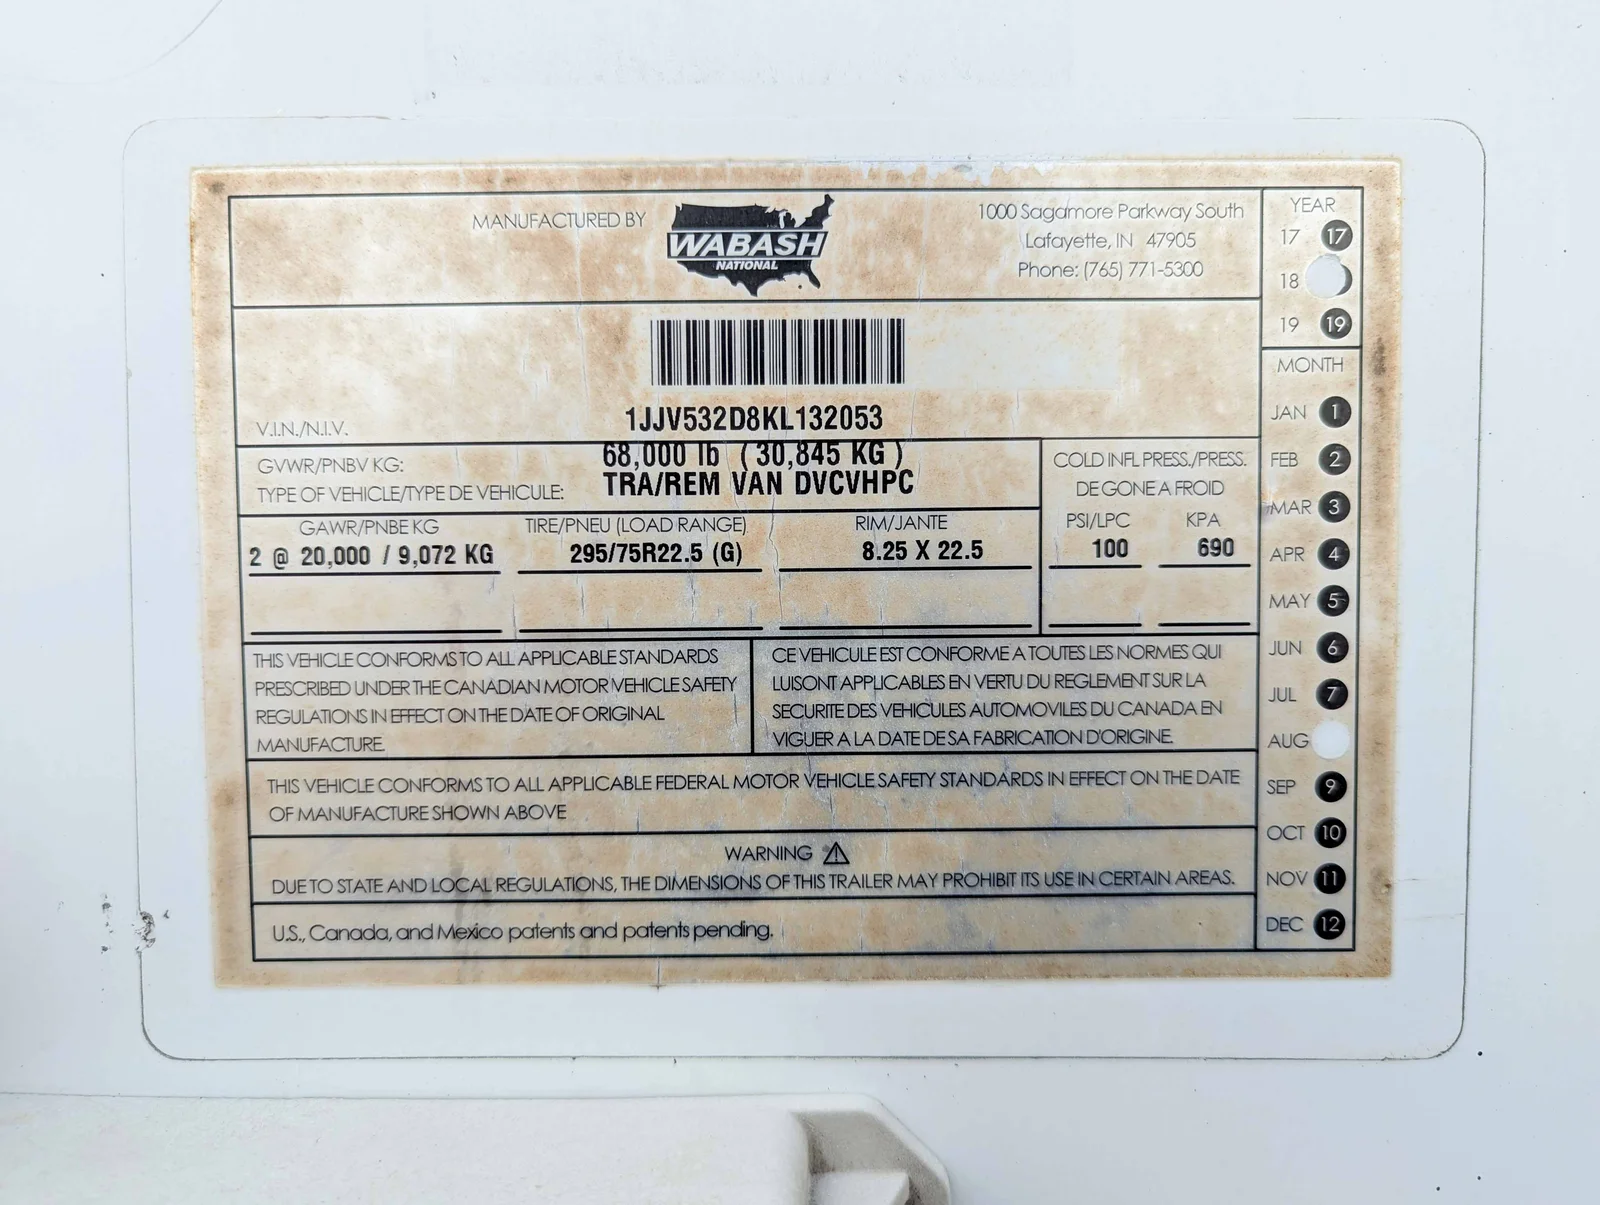 MANUFACTURED BY
WABASH
NATIONAL
1000 Sagamore Parkway South
Lafayette, IN 47905
Phone: (765) 771-5300
YEAR
17 17
18
19 19
V.I.N./N.I.V.
1JJV532D8KL132053
GVWR/PNBV KG: 68,000 lb (30,845 KG)
TYPE OF VEHICLE/TYPE DE VEHICULE: TRA/REM VAN DVCVHPC
COLD INFL PRESS./PRESS.
DE GONE A FROID
GAWR/PNBE KG TIRE/PNEU (LOAD RANGE) RIM/JANTE PSI/LPC KPA
2 @ 20,000 / 9,072 KG 295/75R22.5 (G) 8.25 X 22.5 100 690
MONTH
JAN 1
FEB 2
MAR 3
APR 4
MAY 5
JUN 6
JUL 7
AUG
SEP 9
OCT 10
NOV 11
DEC 12
THIS VEHICLE CONFORMS TO ALL APPLICABLE STANDARDS
PRESCRIBED UNDER THE CANADIAN MOTOR VEHICLE SAFETY
REGULATIONS IN EFFECT ON THE DATE OF ORIGINAL
MANUFACTURE.
CE VEHICULE EST CONFORME A TOUTES LES NORMES QUI
LUISONT APPLICABLES EN VERTU DU REGLEMENT SUR LA
SECURITE DES VEHICULES AUTOMOVILES DU CANADA EN
VIGUER A LA DATE DE SA FABRICATION D'ORIGINE.
THIS VEHICLE CONFORMS TO ALL APPLICABLE FEDERAL MOTOR VEHICLE SAFETY STANDARDS IN EFFECT ON THE DATE
OF MANUFACTURE SHOWN ABOVE
WARNING
DUE TO STATE AND LOCAL REGULATIONS, THE DIMENSIONS OF THIS TRAILER MAY PROHIBIT ITS USE IN CERTAIN AREAS.
U.S., Canada, and Mexico patents and patents pending.